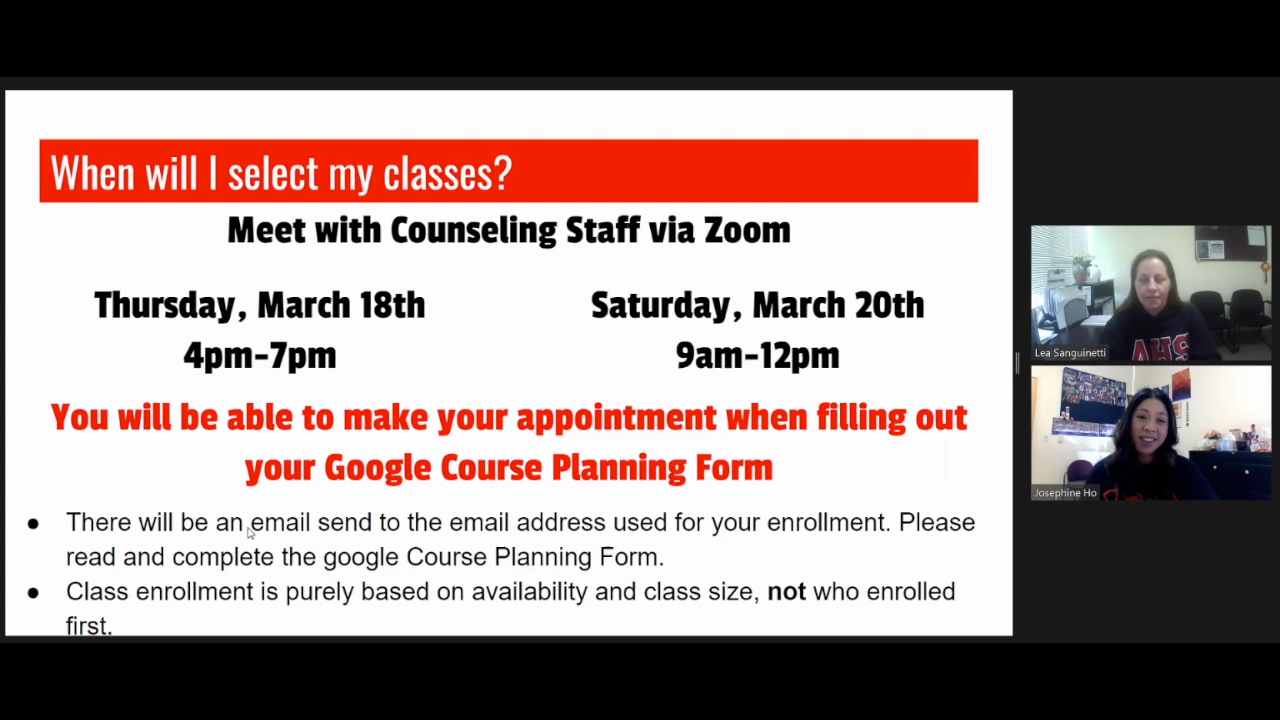 When will I select my classes?
Meet with Counseling Staff via Zoom
Thursday, March 18th
4pm-7pm
Saturday, March 20th
9am-12pm
You will be able to make your appointment when filling out
your Google Course Planning Form
● There will be an email send to the email address used for your enrollment. Please
read and complete the google Course Planning Form.
● Class enrollment is purely based on availability and class size, not who enrolled
first.
AHS
Lea Sanguinetti
Josephine Ho